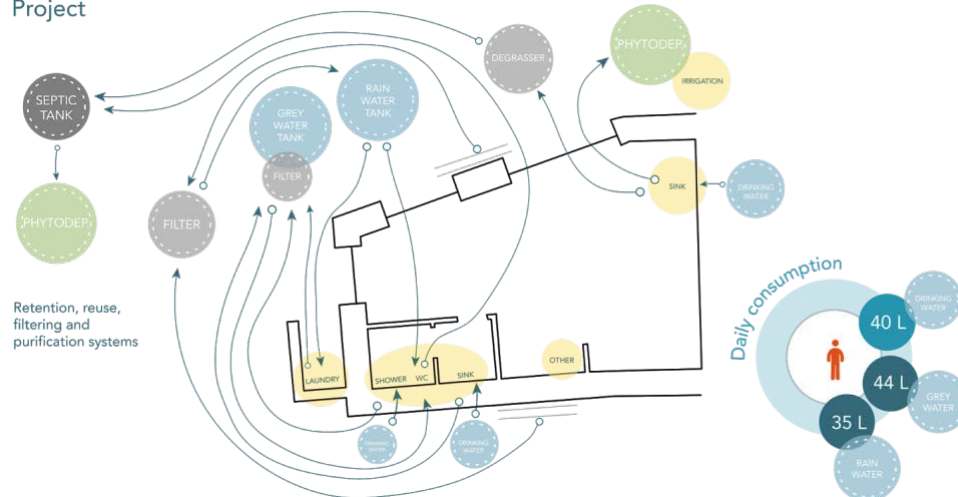 Project
SEPTIC
TANK
PHYTODEP.
Retention, reuse,
filtering and
purification systems
FILTER
GREY
WATER
TANK
FILTER
RAIN
WATER
TANK
DEGRASSER
PHYTODEP.
IRRIGATION
SINK
DRINKING
WATER
LAUNDRY
SHOWER WC
SINK
OTHER
DRINKING
WATER
DRINKING
WATER
Daily consumption
DRINKING
WATER
40 L
44 L
GREY
WATER
35 L
RAIN
WATER